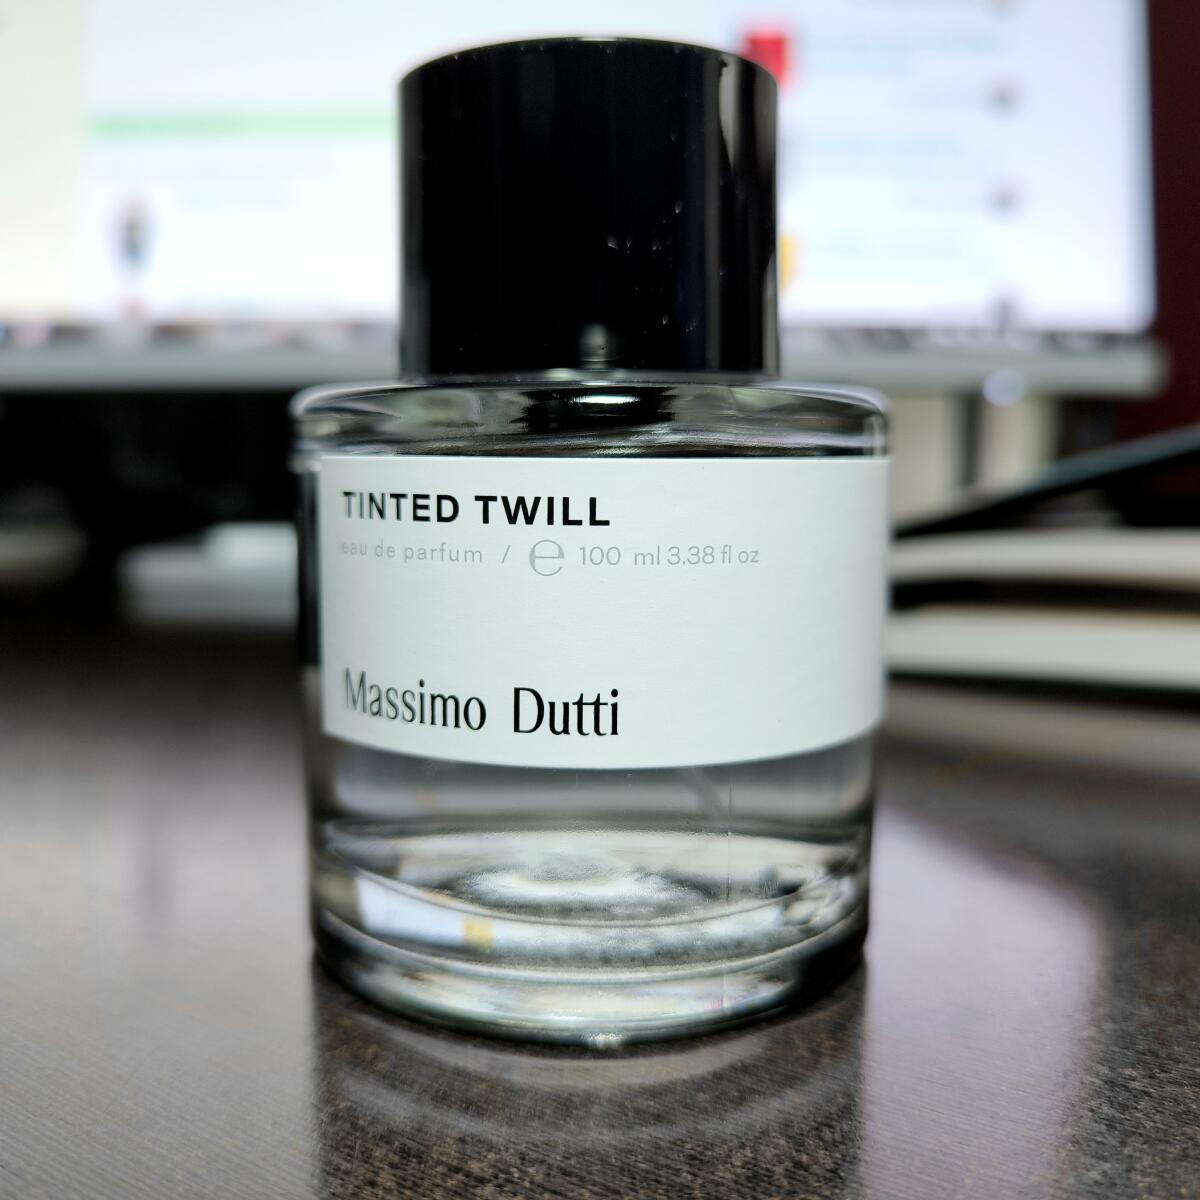 TINTED TWILL
eau de parfum / ℮ 100 ml 3.38 fl oz
Massimo Dutti